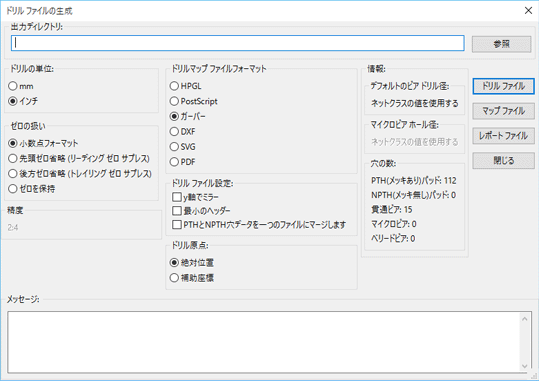 ドリル ファイルの生成
出力ディレクトリ:
参照
ドリルの単位:
mm
インチ
ゼロの扱い
小数点フォーマット
先頭ゼロ省略 (リーディング ゼロ サプレス)
後方ゼロ省略 (トレイリング ゼロ サプレス)
ゼロを保持
精度
2:4
ドリルマップ ファイルフォーマット
HPGL
PostScript
ガーバー
DXF
SVG
PDF
ドリル ファイル設定:
y軸でミラー
最小のヘッダー
PTHとNPTH穴データを一つのファイルにマージします
ドリル原点:
絶対位置
補助座標
情報:
デフォルトのビア ドリル径:
ネットクラスの値を使用する
マイクロビア ホール径:
ネットクラスの値を使用する
穴の数:
PTH(メッキあり)パッド: 112
NPTH(メッキ無し)パッド: 0
貫通ビア: 15
マイクロビア: 0
ベリードビア: 0
ドリル ファイル
マップ ファイル
レポート ファイル
閉じる
メッセージ: